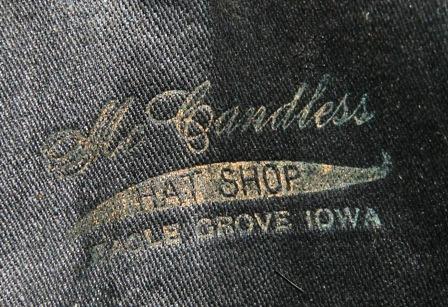 McCandless
HAT SHOP
EAGLE GROVE IOWA